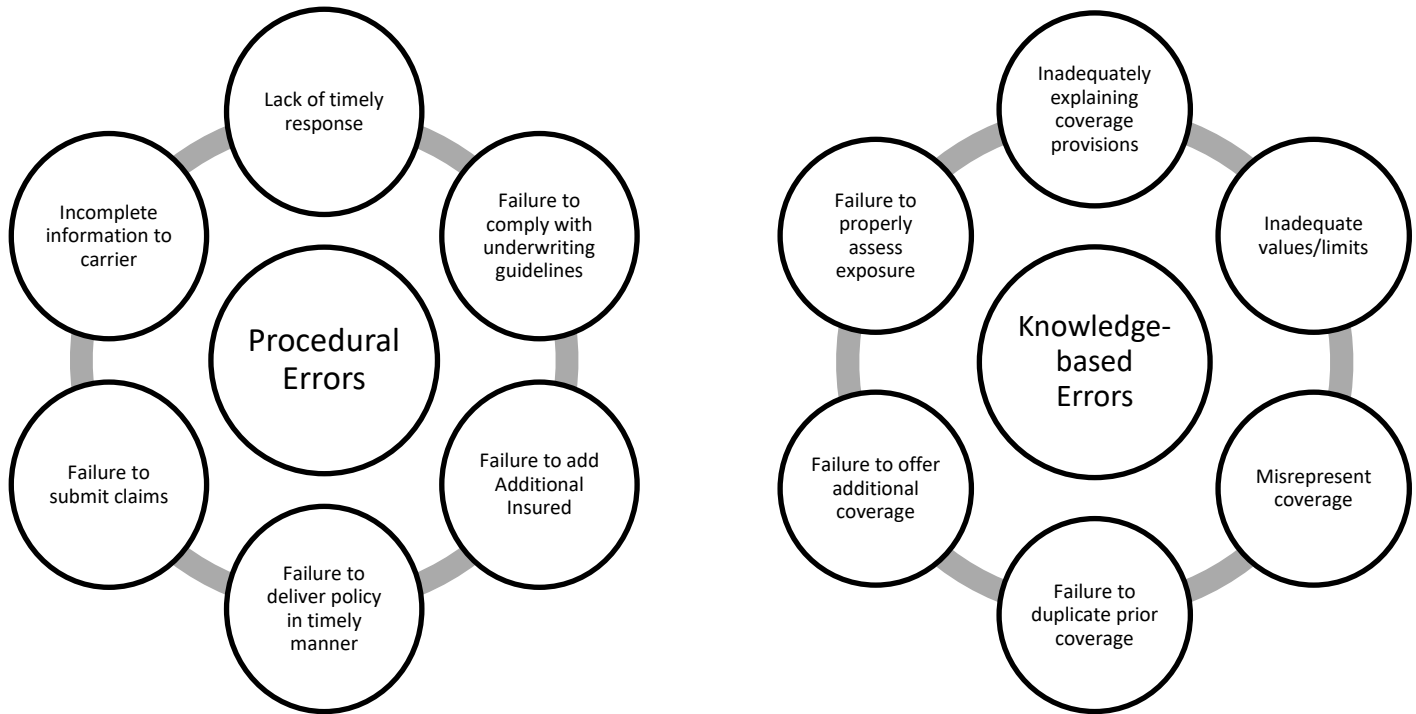 Procedural
Errors
Lack of timely
response
Failure to
comply with
underwriting
guidelines
Failure to add
Additional
Insured
Failure to
deliver policy
in timely
manner
Failure to
submit claims
Incomplete
information to
carrier
Knowledge-
based
Errors
Inadequately
explaining
coverage
provisions
Inadequate
values/limits
Misrepresent
coverage
Failure to
duplicate prior
coverage
Failure to offer
additional
coverage
Failure to
properly
assess
exposure